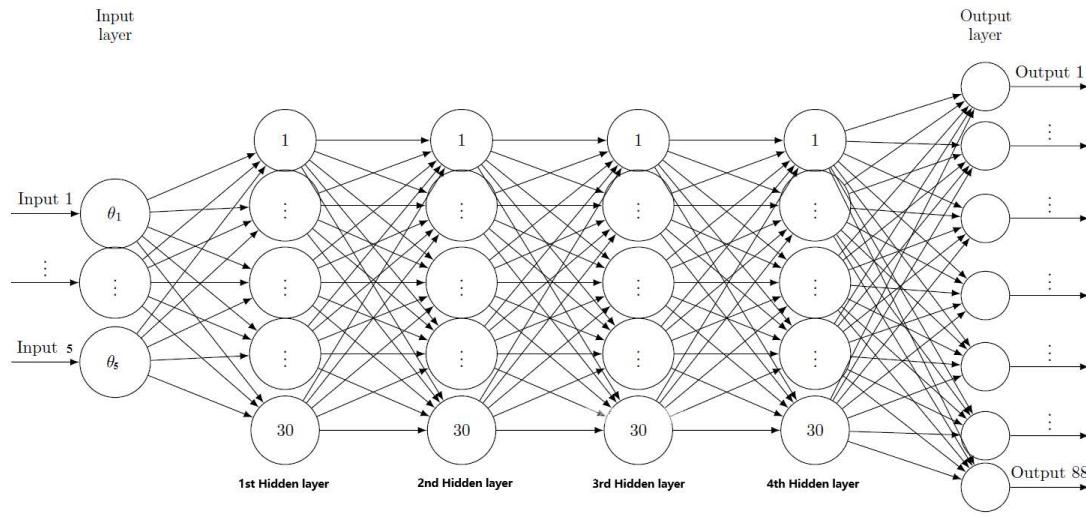 Input
layer
Output
layer
Output 1
1
1
1
1
⋮
Input 1
θ1
⋮
⋮
⋮
⋮
⋮
⋮
⋮
⋮
⋮
⋮
⋮
⋮
Input 5
θ5
⋮
⋮
⋮
⋮
⋮
30
30
30
30
⋮
Output 88
1st Hidden layer
2nd Hidden layer
3rd Hidden layer
4th Hidden layer